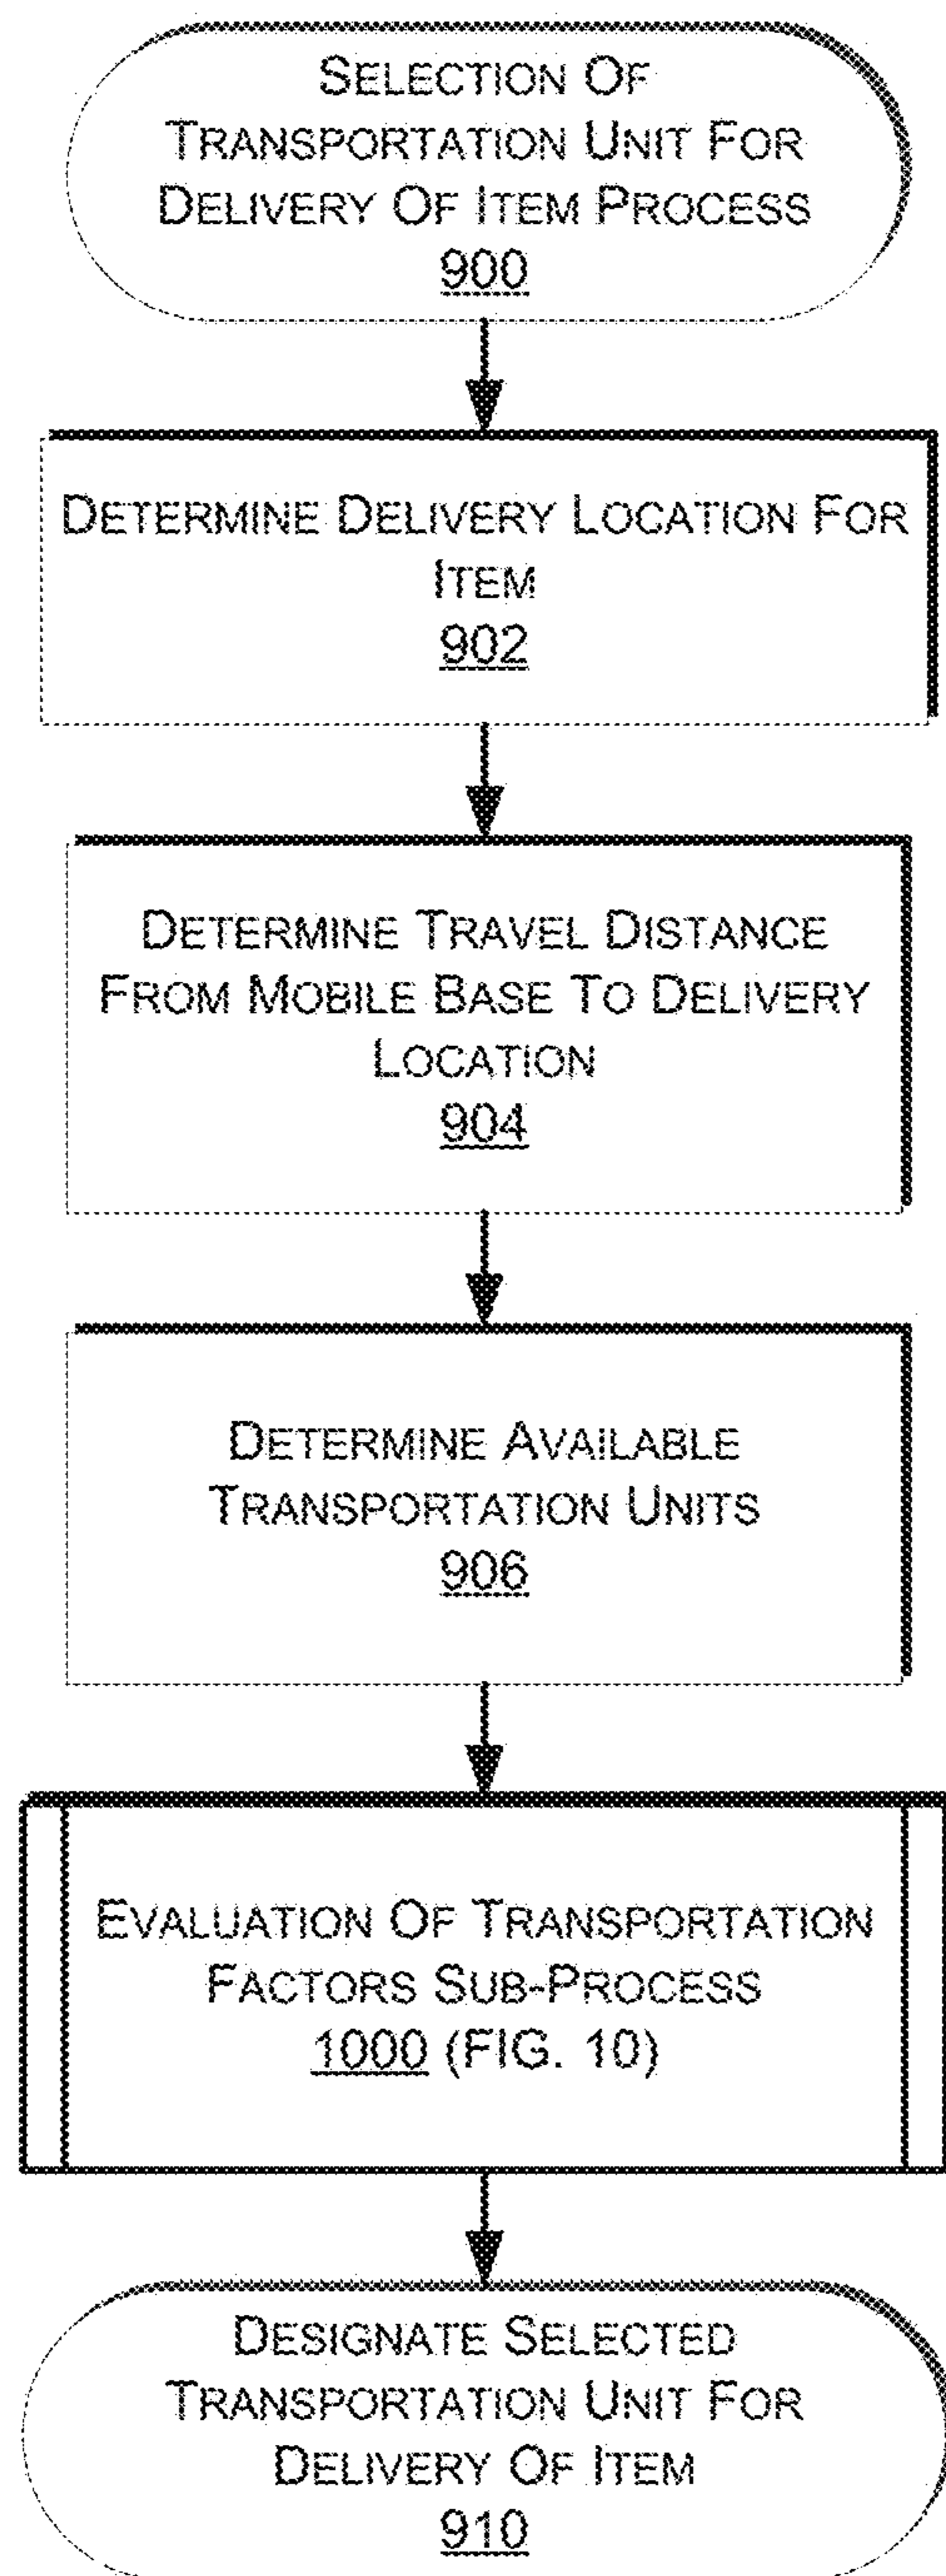 SELECTION OF
TRANSPORTATION UNIT FOR
DELIVERY OF ITEM PROCESS
900
DETERMINE DELIVERY LOCATION FOR
ITEM
902
DETERMINE TRAVEL DISTANCE
FROM MOBILE BASE TO DELIVERY
LOCATION
904
DETERMINE AVAILABLE
TRANSPORTATION UNITS
906
EVALUATION OF TRANSPORTATION
FACTORS SUB-PROCESS
1000 (FIG. 10)
DESIGNATE SELECTED
TRANSPORTATION UNIT FOR
DELIVERY OF ITEM
910